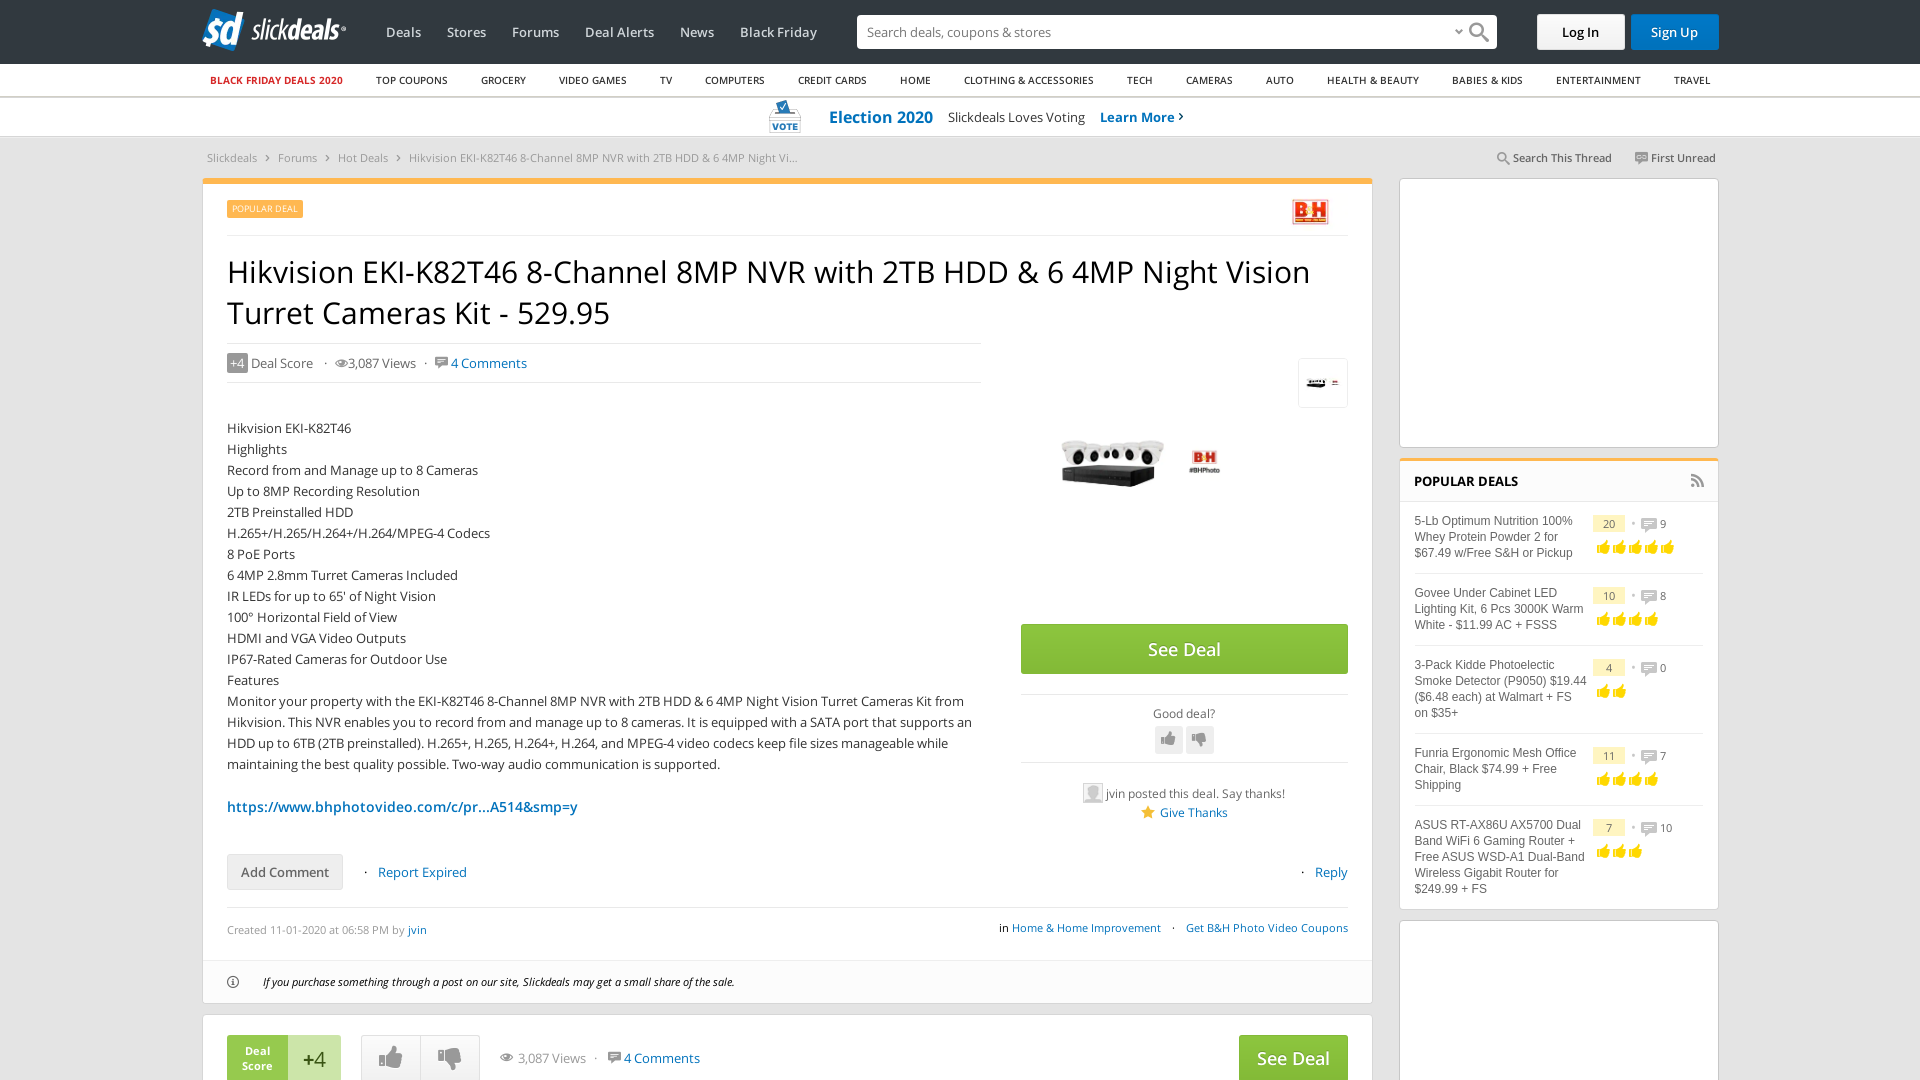 sd slickdeals
Deals Stores Forums Deal Alerts News Black Friday
Search deals, coupons & shops
Log In Sign Up
BLACK FRIDAY DEALS 2020 TOP COUPONS GROCERY VIDEO GAMES TV COMPUTERS CREDIT CARDS HOME CLOTHING & ACCESSORIES TECH CAMERAS AUTO HEALTH & BEAUTY BABIES & KIDS ENTERTAINMENT TRAVEL
VOTE Election 2020 Slickdeals Loves Voting Learn More ›
Slickdeals › Forums › Hot Deals › Hikvision EKI-K82T46 8-Channel 8MP NVR with 2TB HDD & 6 4MP Night Vi...
Search This Thread First Unread
POPULAR DEAL
B&H
Hikvision EKI-K82T46 8-Channel 8MP NVR with 2TB HDD & 6 4MP Night Vision
Turret Cameras Kit - 529.95
+4 Deal Score · 3,087 Views · 4 Comments
Hikvision EKI-K82T46
Highlights
Record from and Manage up to 8 Cameras
Up to 8MP Recording Resolution
2TB Preinstalled HDD
H.265+/H.265/H.264+/H.264/MPEG-4 Codecs
8 PoE Ports
6 4MP 2.8mm Turret Cameras Included
IR LEDs for up to 65' of Night Vision
100° Horizontal Field of View
HDMI and VGA Video Outputs
IP67-Rated Cameras for Outdoor Use
Features
Monitor your property with the EKI-K82T46 8-Channel 8MP NVR with 2TB HDD & 6 4MP Night Vision Turret Cameras Kit from
Hikvision. This NVR enables you to record from and manage up to 8 cameras. It is equipped with a SATA port that supports an
HDD up to 6TB (2TB preinstalled). H.265+, H.265, H.264+, H.264, and MPEG-4 video codecs keep file sizes manageable while
maintaining the best quality possible. Two-way audio communication is supported.
https://www.bhphotovideo.com/c/pr...A514&smp=y
B&H
#BHPhoto
See Deal
Good deal?
jvin posted this deal. Say thanks!
Give Thanks
Add Comment · Report Expired
· Reply
Created 11-01-2020 at 06:58 PM by jvin
in Home & Home Improvement · Get B&H Photo Video Coupons
If you purchase something through a post on our site, Slickdeals may get a small share of the sale.
Deal
Score
+4
3,087 Views · 4 Comments
See Deal
POPULAR DEALS
5-Lb Optimum Nutrition 100%
Whey Protein Powder 2 for
$67.49 w/Free S&H or Pickup
20 • 9
Govee Under Cabinet LED
Lighting Kit, 6 Pcs 3000K Warm
White - $11.99 AC + FSSS
10 • 8
3-Pack Kidde Photoelectic
Smoke Detector (P9050) $19.44
($6.48 each) at Walmart + FS
on $35+
4 • 0
Funria Ergonomic Mesh Office
Chair, Black $74.99 + Free
Shipping
11 • 7
ASUS RT-AX86U AX5700 Dual
Band WiFi 6 Gaming Router +
Free ASUS WSD-A1 Dual-Band
Wireless Gigabit Router for
$249.99 + FS
7 • 10